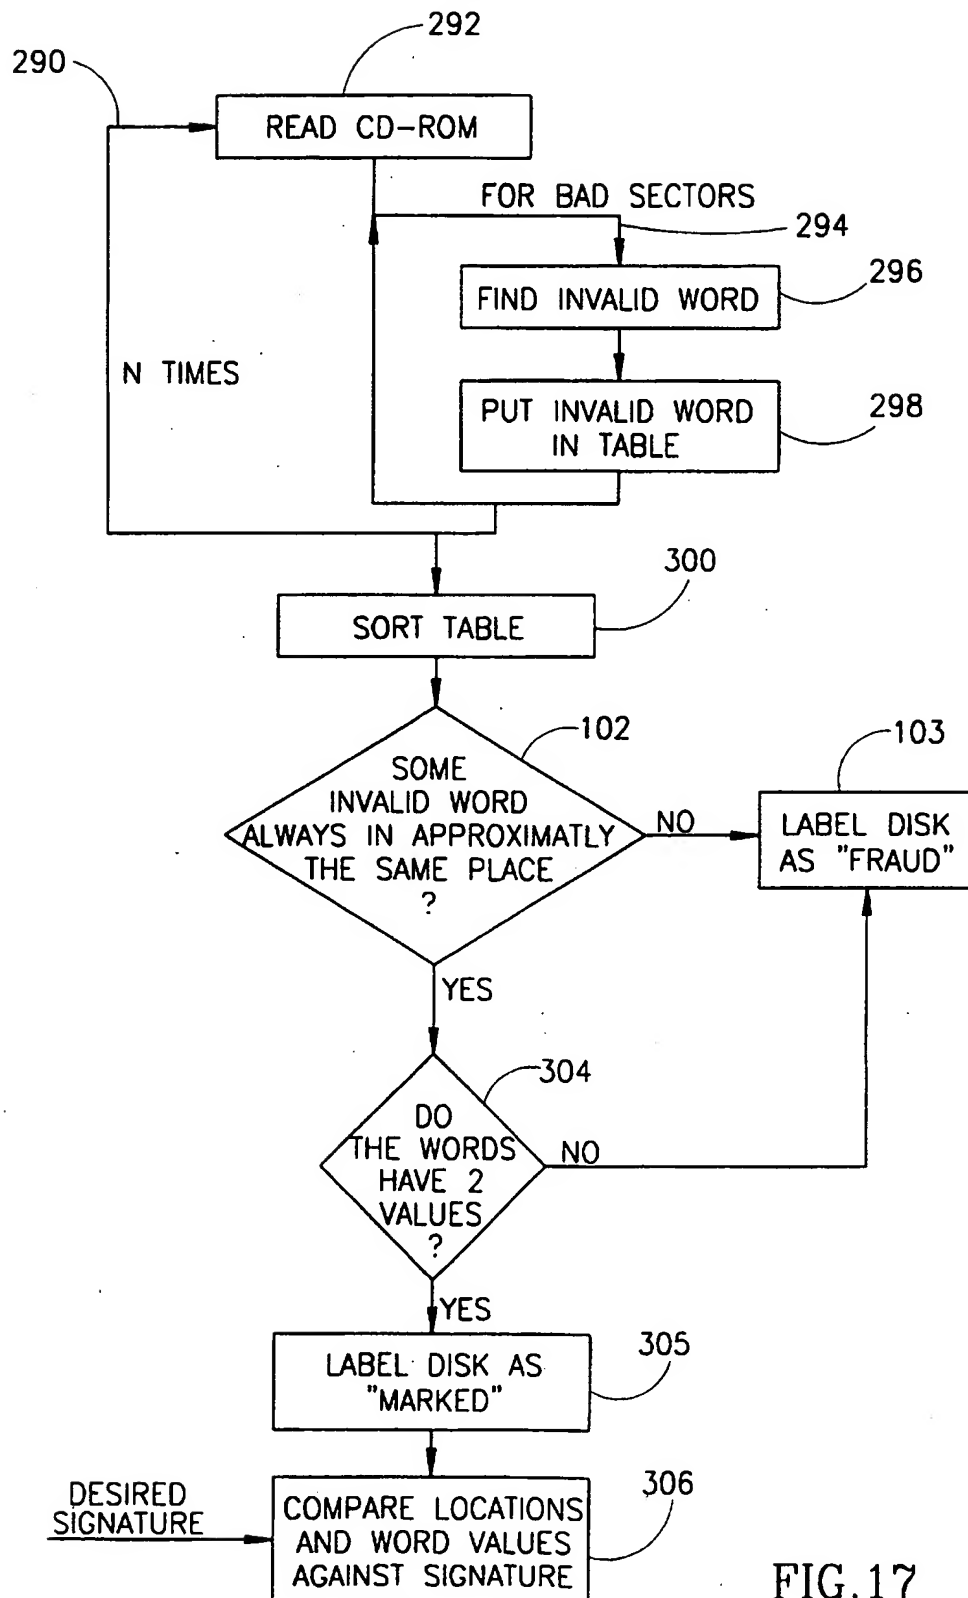 292
290
READ CD-ROM
FOR BAD SECTORS
294
296
FIND INVALID WORD
N TIMES
PUT INVALID WORD
IN TABLE
298
300
SORT TABLE
102
103
SOME
INVALID WORD
ALWAYS IN APPROXIMATLY
THE SAME PLACE
?
NO
LABEL DISK
AS "FRAUD"
YES
304
DO
THE WORDS
HAVE 2
VALUES
?
NO
YES
LABEL DISK AS
"MARKED"
305
DESIRED
SIGNATURE
COMPARE LOCATIONS
AND WORD VALUES
AGAINST SIGNATURE
306
FIG.17